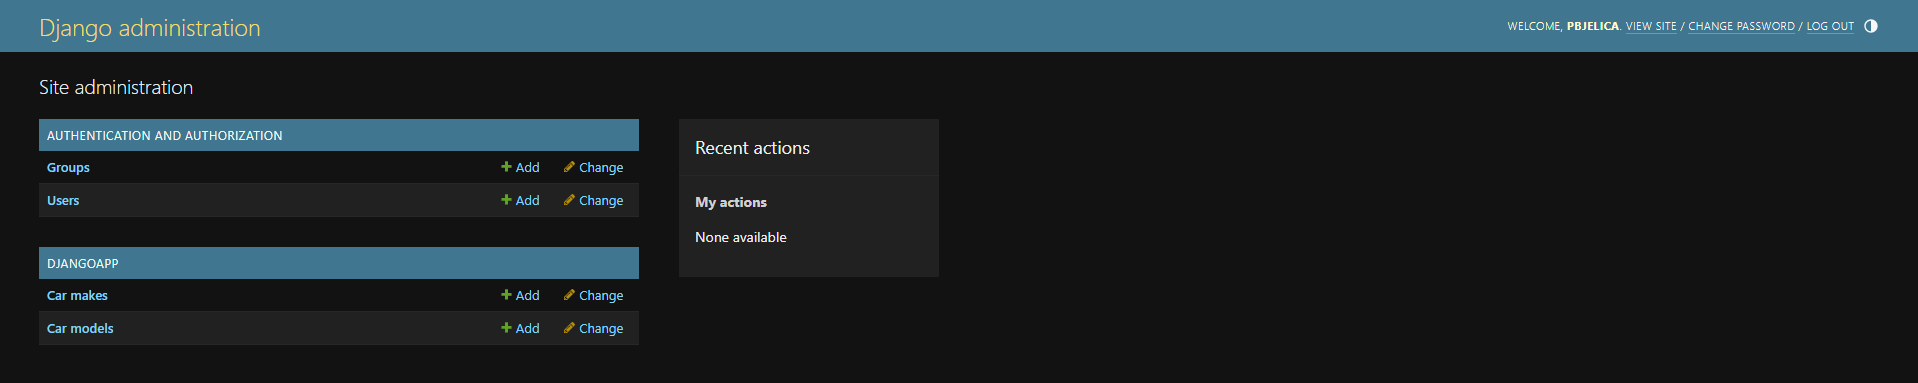 Django administration
WELCOME, PBJELICA. VIEW SITE / CHANGE PASSWORD / LOG OUT
Site administration
AUTHENTICATION AND AUTHORIZATION
Groups Add Change
Users Add Change
DJANGOAPP
Car makes Add Change
Car models Add Change
Recent actions
My actions
None available